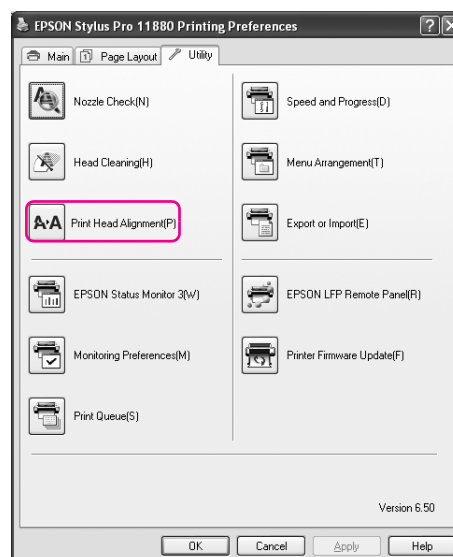 EPSON Stylus Pro 11880 Printing Preferences
Main Page Layout Utility
Nozzle Check(N)
Speed and Progress(D)
Head Cleaning(H)
Menu Arrangement(T)
A·A Print Head Alignment(P)
Export or Import(E)
EPSON Status Monitor 3(W)
EPSON LFP Remote Panel(R)
Monitoring Preferences(M)
Printer Firmware Update(F)
Print Queue(S)
Version 6.50
OK Cancel Apply Help